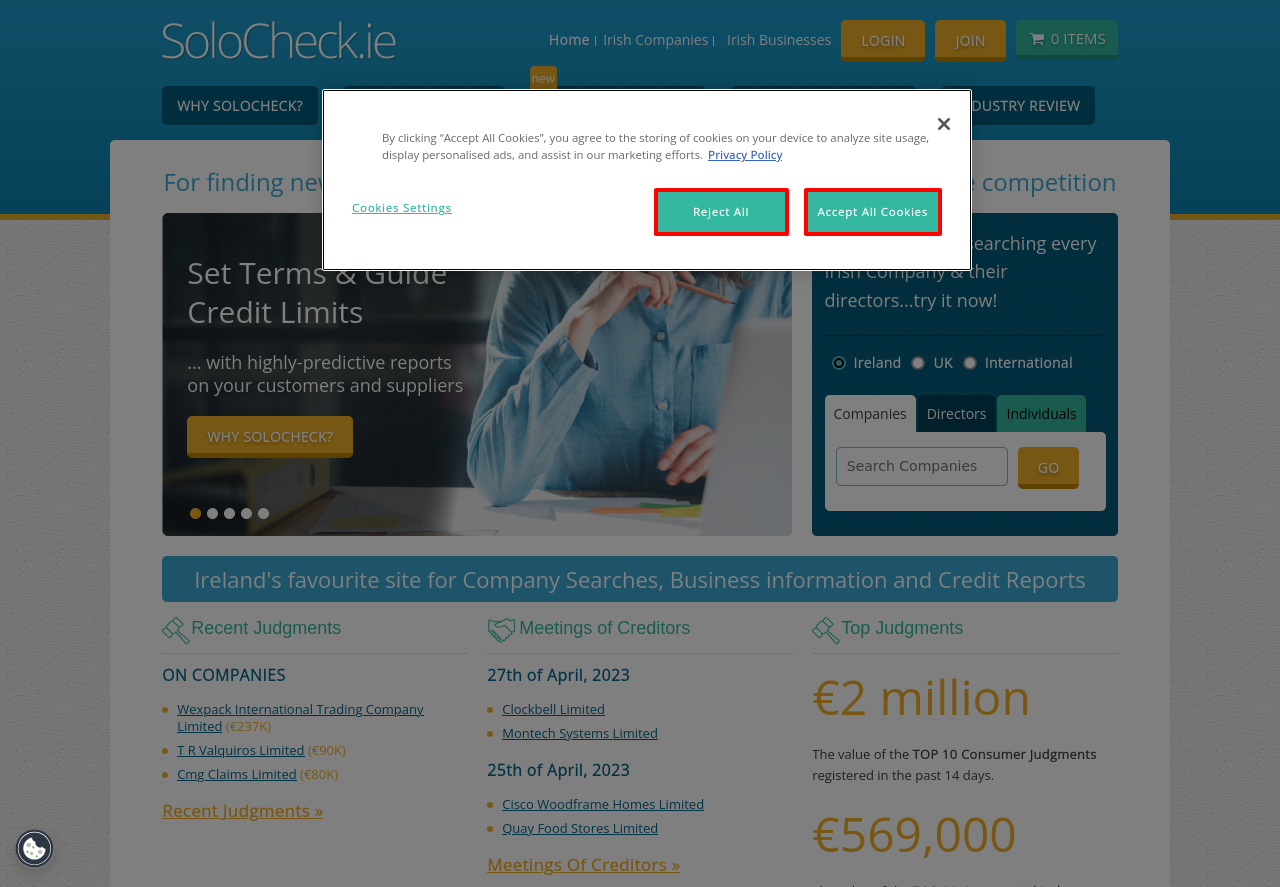 SoloCheck.ie
Home
Irish Companies
Irish Businesses
LOGIN
JOIN
0 ITEMS
new
WHY SOLOCHECK?
DUSTRY REVIEW
By clicking “Accept All Cookies”, you agree to the storing of cookies on your device to analyze site usage,
display personalised ads, and assist in our marketing efforts. Privacy Policy
Cookies Settings
Reject All
Accept All Cookies
For finding new
competition
Set Terms & Guide
Credit Limits
... with highly-predictive reports
on your customers and suppliers
WHY SOLOCHECK?
searching every
Irish Company & their
directors...try it now!
Ireland
UK
International
Companies
Directors
Individuals
Search Companies
GO
Ireland's favourite site for Company Searches, Business information and Credit Reports
Recent Judgments
ON COMPANIES
Wexpack International Trading Company
Limited (€237K)
T R Valquiros Limited (€90K)
Cmg Claims Limited (€80K)
Recent Judgments »
Meetings of Creditors
27th of April, 2023
Clockbell Limited
Montech Systems Limited
25th of April, 2023
Cisco Woodframe Homes Limited
Quay Food Stores Limited
Meetings Of Creditors »
Top Judgments
€2 million
The value of the TOP 10 Consumer Judgments
registered in the past 14 days.
€569,000